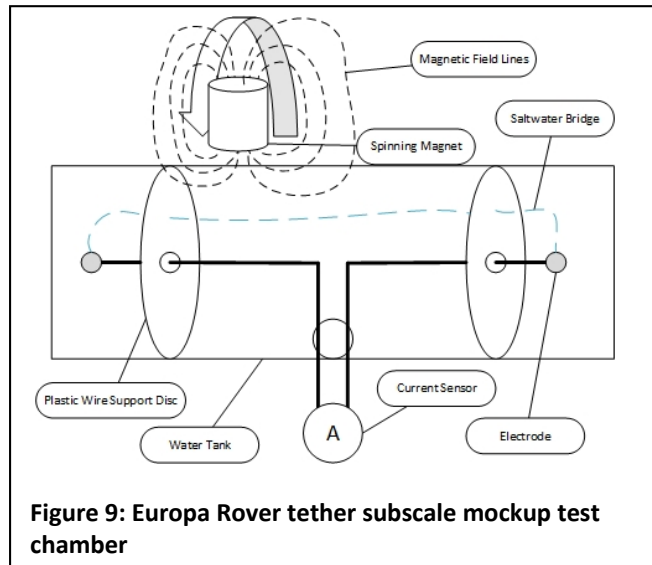 Magnetic Field Lines
Saltwater Bridge
Spinning Magnet
Plastic Wire Support Disc
Current Sensor
A
Water Tank
Electrode
Figure 9: Europa Rover tether subscale mockup test
chamber